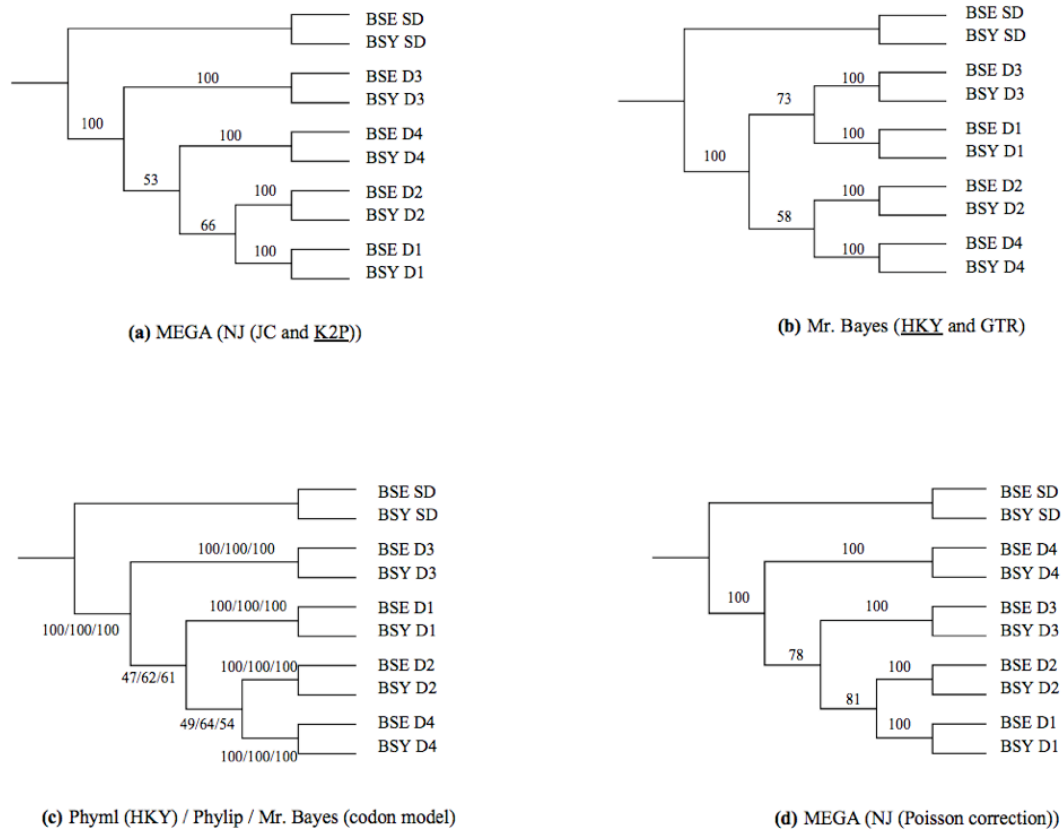 BSE SD
BSY SD
100
BSE D3
BSY D3
100
100
BSE D4
BSY D4
53
100
BSE D2
BSY D2
66
100
BSE D1
BSY D1
(a) MEGA (NJ (JC and K2P))
BSE SD
BSY SD
100
BSE D3
BSY D3
73
100
BSE D1
BSY D1
100
100
BSE D2
BSY D2
58
100
BSE D4
BSY D4
(b) Mr. Bayes (HKY and GTR)
BSE SD
BSY SD
100/100/100
BSE D3
BSY D3
100/100/100
100/100/100
BSE D1
BSY D1
47/62/61
100/100/100
BSE D2
BSY D2
49/64/54
BSE D4
BSY D4
100/100/100
(c) Phyml (HKY) / Phylip / Mr. Bayes (codon model)
BSE SD
BSY SD
100
BSE D4
BSY D4
100
100
BSE D3
BSY D3
78
100
BSE D2
BSY D2
81
100
BSE D1
BSY D1
(d) MEGA (NJ (Poisson correction))